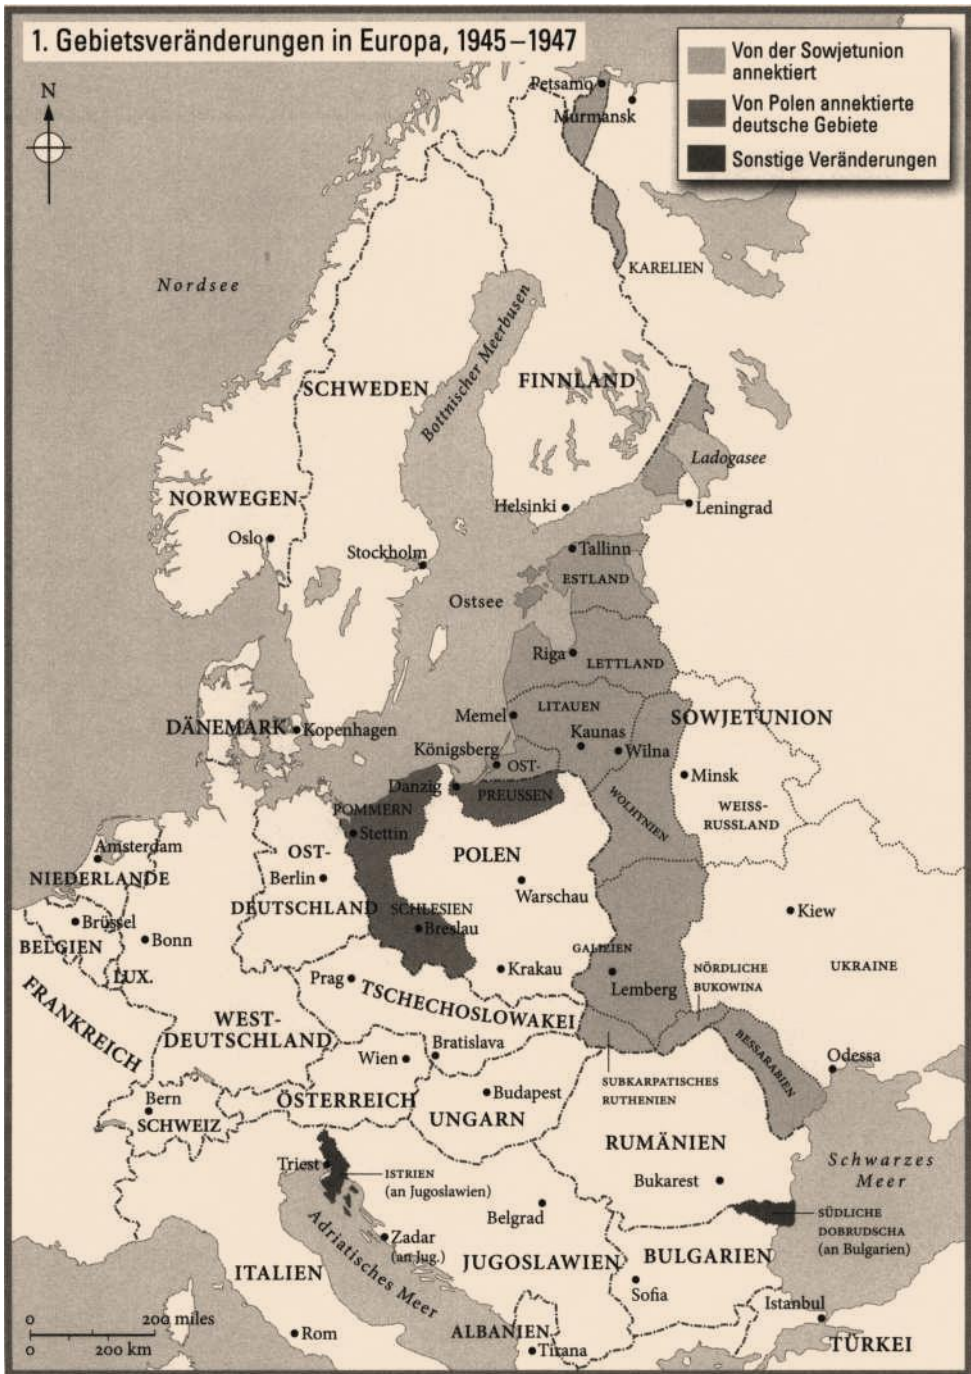 1. Gebietsveränderungen in Europa, 1945–1947
Von der Sowjetunion
annektiert
Von Polen annektierte
deutsche Gebiete
Sonstige Veränderungen
N
Petsamo
Murmansk
Nordsee
KARELIEN
Bottnischer Meerbusen
SCHWEDEN
FINNLAND
Ladogasee
NORWEGEN
Helsinki
Leningrad
Oslo
Stockholm
Tallinn
ESTLAND
Ostsee
Riga
LETTLAND
LITAUEN
Memel
SOWJETUNION
DÄNEMARK
Kopenhagen
Kaunas
Wilna
Königsberg
OST-
PREUSSEN
Minsk
Danzig
WOLHYNIEN
WEISS-
RUSSLAND
POMMERN
Stettin
Amsterdam
NIEDERLANDE
OST-
DEUTSCHLAND
Berlin
POLEN
Warschau
SCHLESIEN
Breslau
Kiew
Brüssel
BELGIEN
Bonn
LUX.
GALIZIEN
Lemberg
Krakau
NÖRDLICHE
BUKOWINA
UKRAINE
Prag
TSCHECHOSLOWAKEI
FRANKREICH
WEST-
DEUTSCHLAND
Wien
Bratislava
BESSARABIEN
Odessa
SUBKARPATISCHES
RUTHENIEN
Budapest
ÖSTERREICH
UNGARN
Bern
SCHWEIZ
RUMÄNIEN
Triest
ISTRIEN
(an Jugoslawien)
Schwarzes
Meer
Bukarest
Belgrad
SÜDLICHE
DOBRUDSCHA
(an Bulgarien)
Adriatisches Meer
Zadar
(an Jug.)
JUGOSLAWIEN
BULGARIEN
ITALIEN
Sofia
Istanbul
0
200 miles
0
200 km
Rom
ALBANIEN
Tirana
TÜRKEI